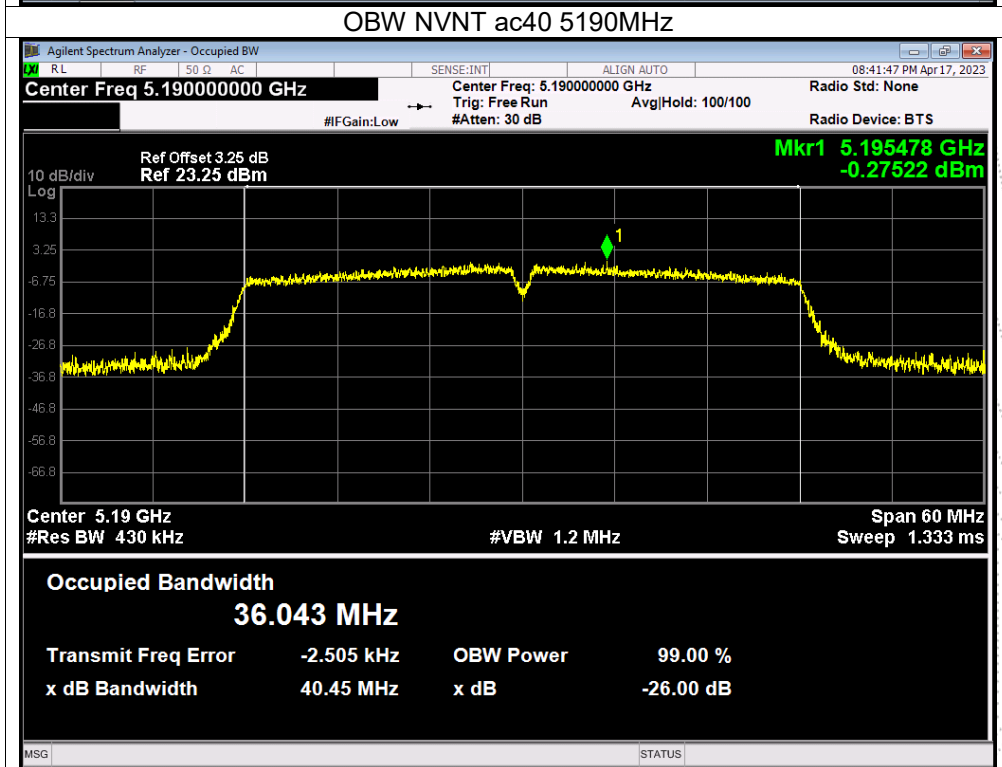 OBW NVNT ac40 5190MHz
Agilent Spectrum Analyzer - Occupied BW
LXI RL RF 50 Ω AC SENSE:INT ALIGN AUTO 08:41:47 PM Apr 17, 2023
Center Freq 5.190000000 GHz Center Freq: 5.190000000 GHz Radio Std: None
Trig: Free Run Avg|Hold: 100/100
#IFGain:Low #Atten: 30 dB Radio Device: BTS
Ref Offset 3.25 dB Mkr1 5.195478 GHz
10 dB/div Ref 23.25 dBm -0.27522 dBm
Log
13.3
1
3.25
-6.75
-16.8
-26.8
-36.8
-46.8
-56.8
-66.8
Center 5.19 GHz Span 60 MHz
#Res BW 430 kHz #VBW 1.2 MHz Sweep 1.333 ms
Occupied Bandwidth
36.043 MHz
Transmit Freq Error -2.505 kHz OBW Power 99.00 %
x dB Bandwidth 40.45 MHz x dB -26.00 dB
MSG STATUS